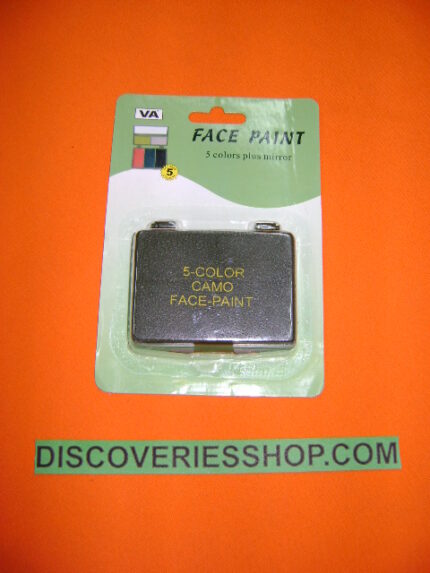 VA
FACE PAINT
5 colors plus mirror
5
5-COLOR
CAMO
FACE-PAINT
DISCOVERIESSHOP.COM